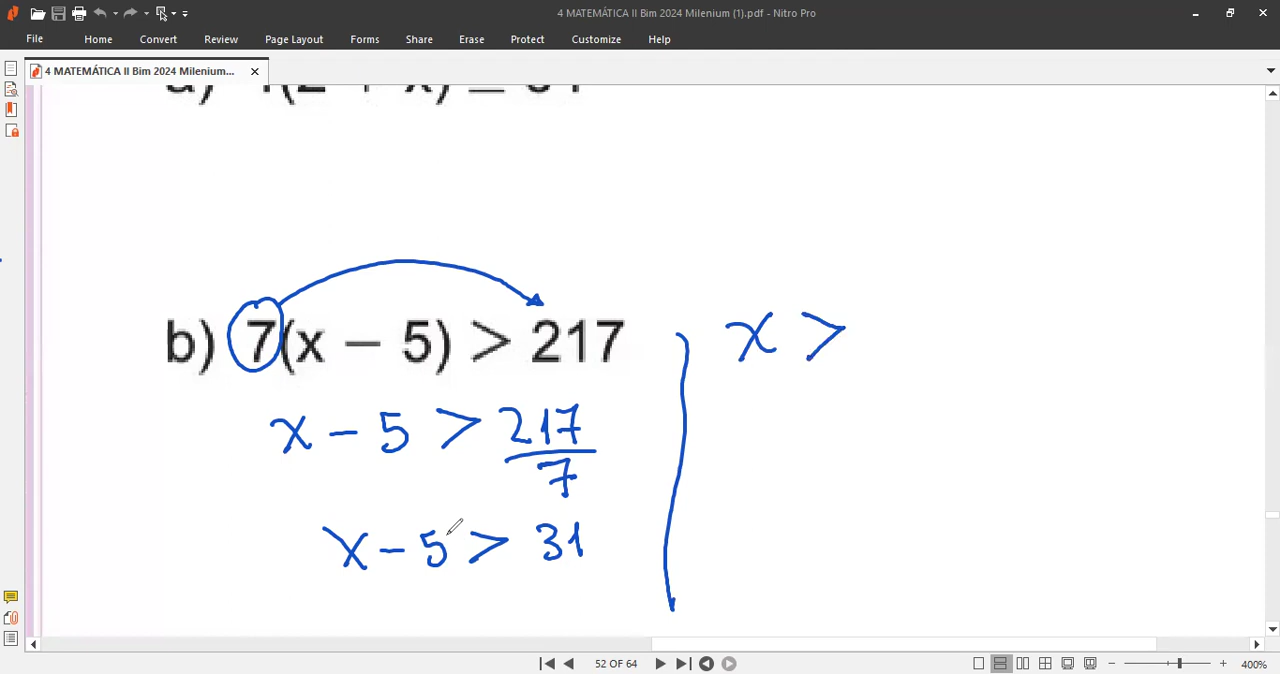 4 MATEMÁTICA II Bim 2024 Milenium (1).pdf - Nitro Pro
File Home Convert Review Page Layout Forms Share Erase Protect Customize Help
4 MATEMÁTICA II Bim 2024 Milenium...
b) 7(x − 5) > 217
x >
x - 5 > 217/7
x - 5 > 31
52 OF 64
400%